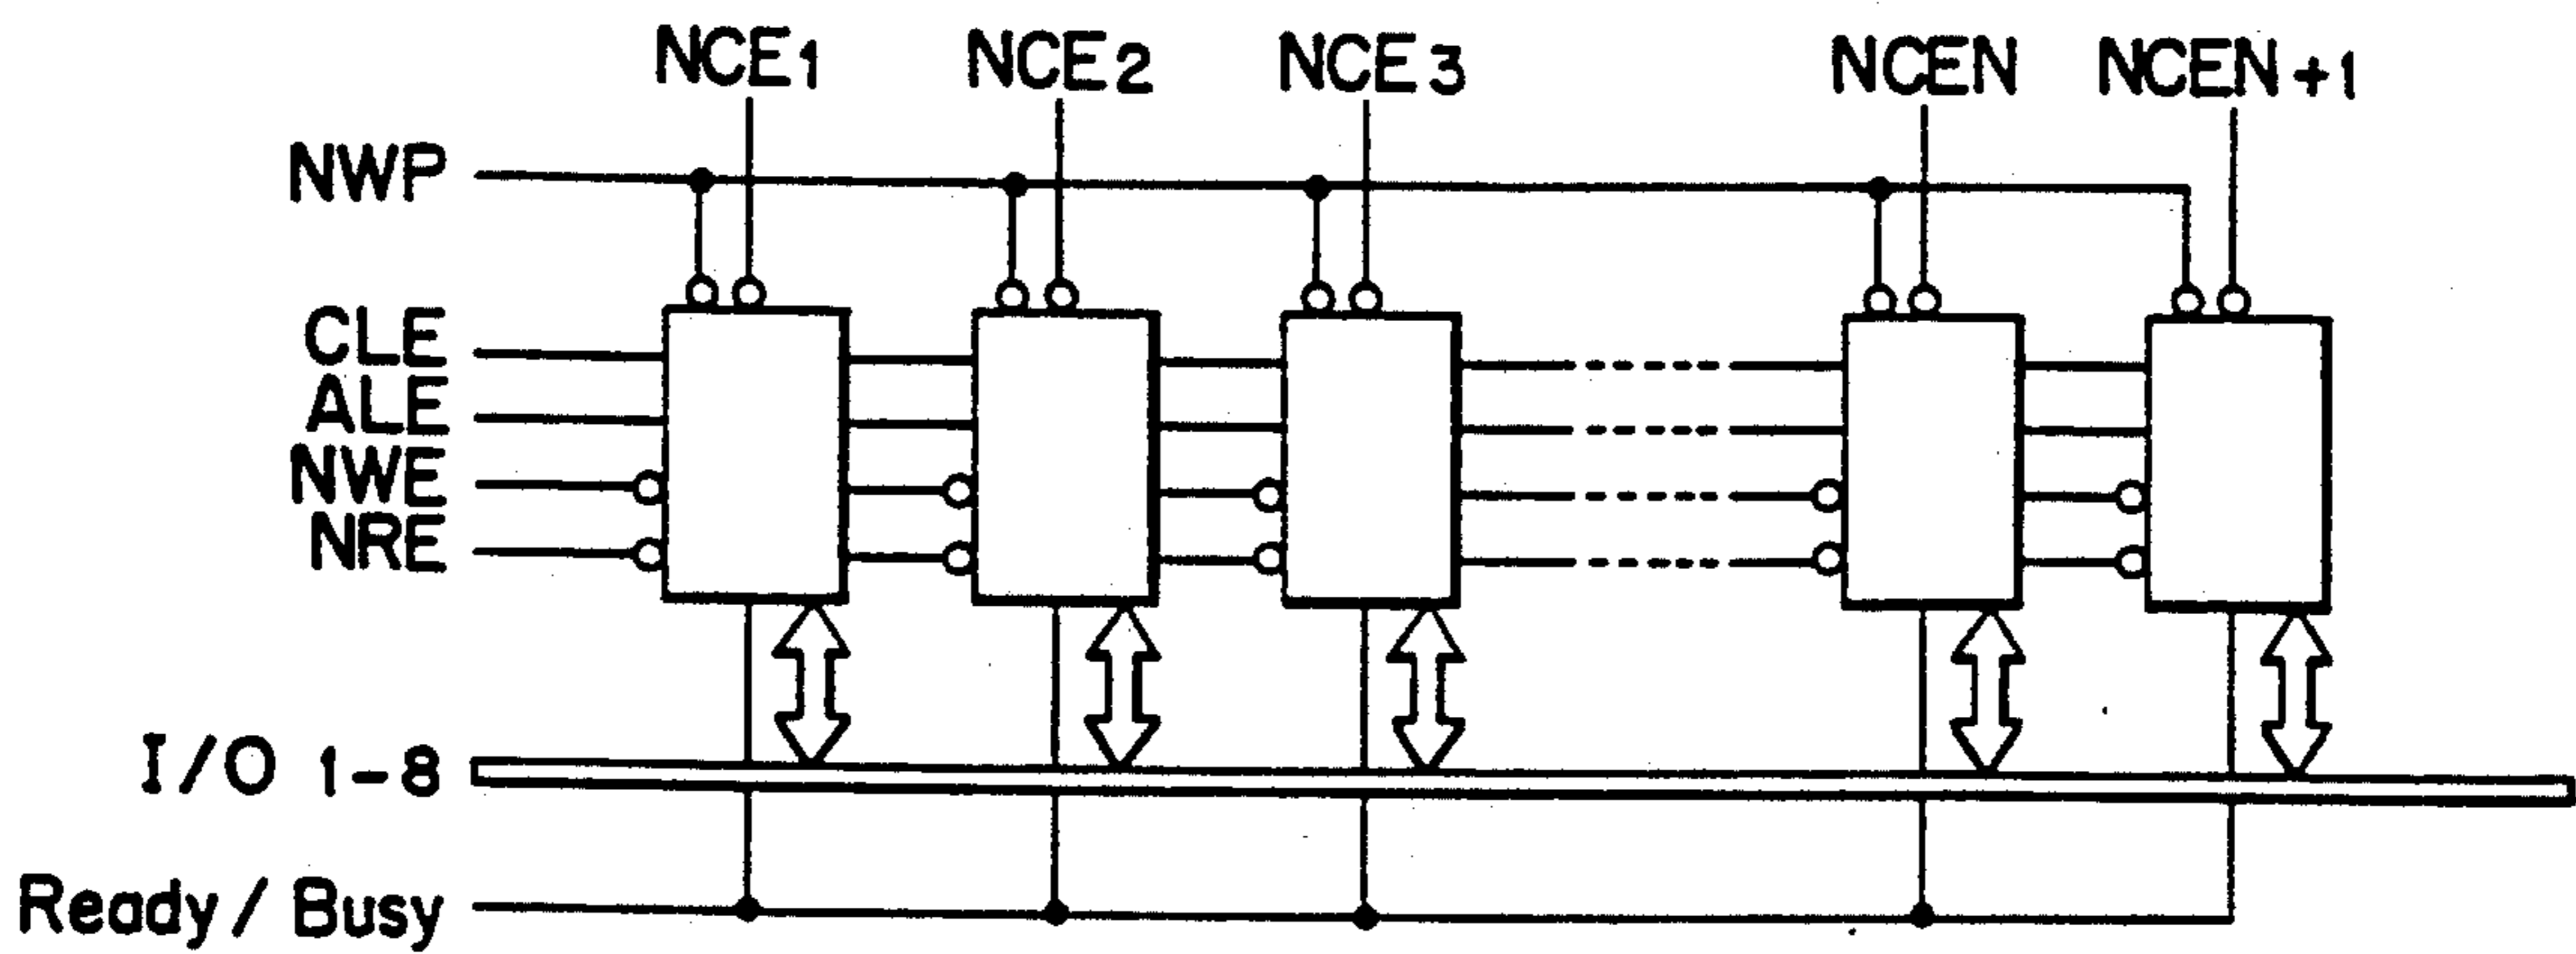 NCE1 NCE2 NCE3 NCEN NCEN+1
NWP
CLE
ALE
NWE
NRE
I/O 1-8
Ready/Busy